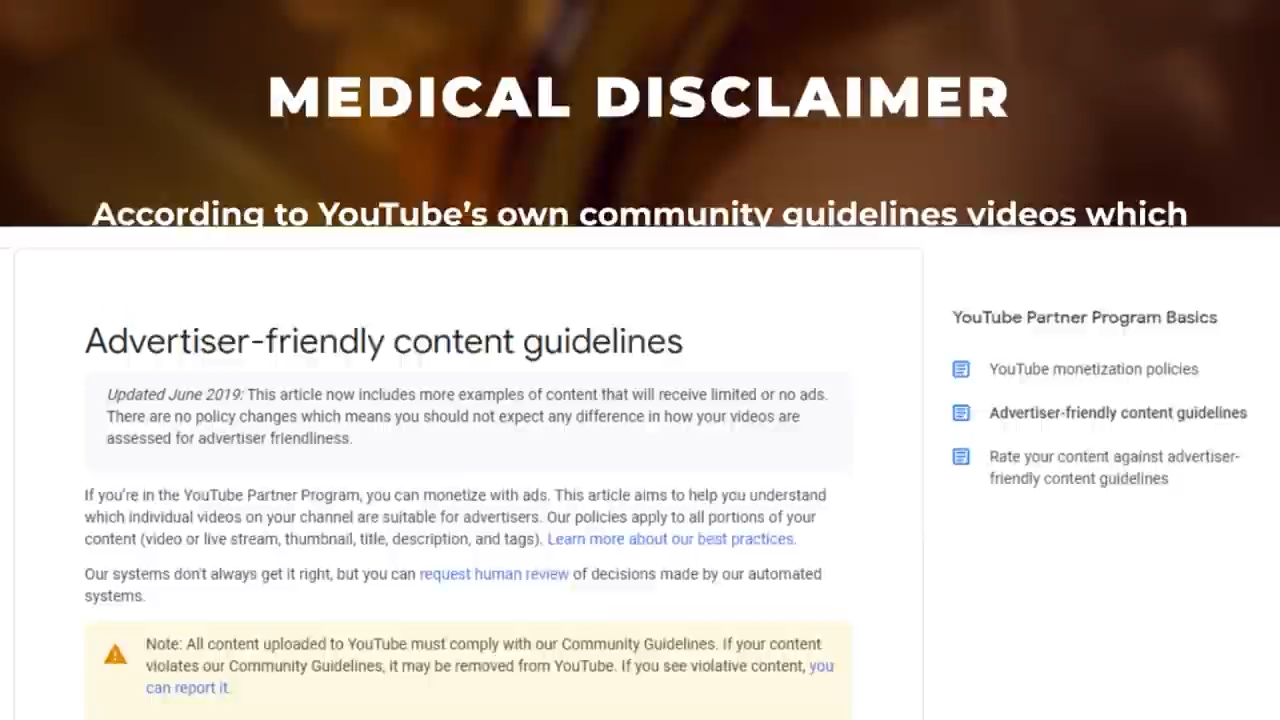 MEDICAL DISCLAIMER
According to YouTube's own community guidelines videos which
Advertiser-friendly content guidelines
Updated June 2019: This article now includes more examples of content that will receive limited or no ads.
There are no policy changes which means you should not expect any difference in how your videos are
assessed for advertiser friendliness.
If you're in the YouTube Partner Program, you can monetize with ads. This article aims to help you understand
which individual videos on your channel are suitable for advertisers. Our policies apply to all portions of your
content (video or live stream, thumbnail, title, description, and tags). Learn more about our best practices.
Our systems don't always get it right, but you can request human review of decisions made by our automated
systems.
Note: All content uploaded to YouTube must comply with our Community Guidelines. If your content
violates our Community Guidelines, it may be removed from YouTube. If you see violative content, you
can report it.
YouTube Partner Program Basics
YouTube monetization policies
Advertiser-friendly content guidelines
Rate your content against advertiser-
friendly content guidelines